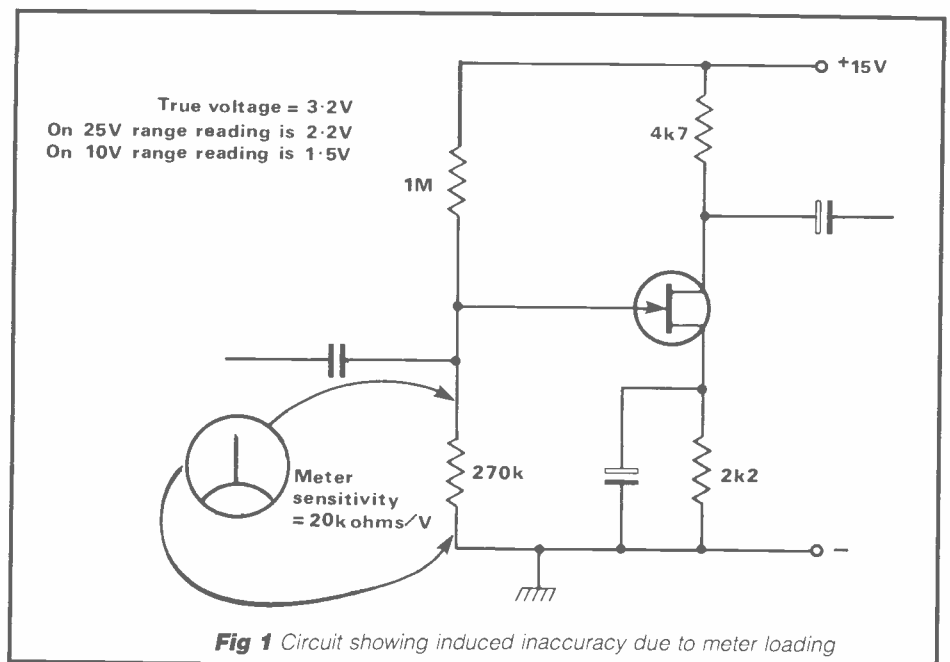 True voltage = 3·2V
On 25V range reading is 2·2V
On 10V range reading is 1·5V
+15V
4k7
1M
Meter
sensitivity
= 20k ohms/V
270k
2k2
–
Fig 1 Circuit showing induced inaccuracy due to meter loading